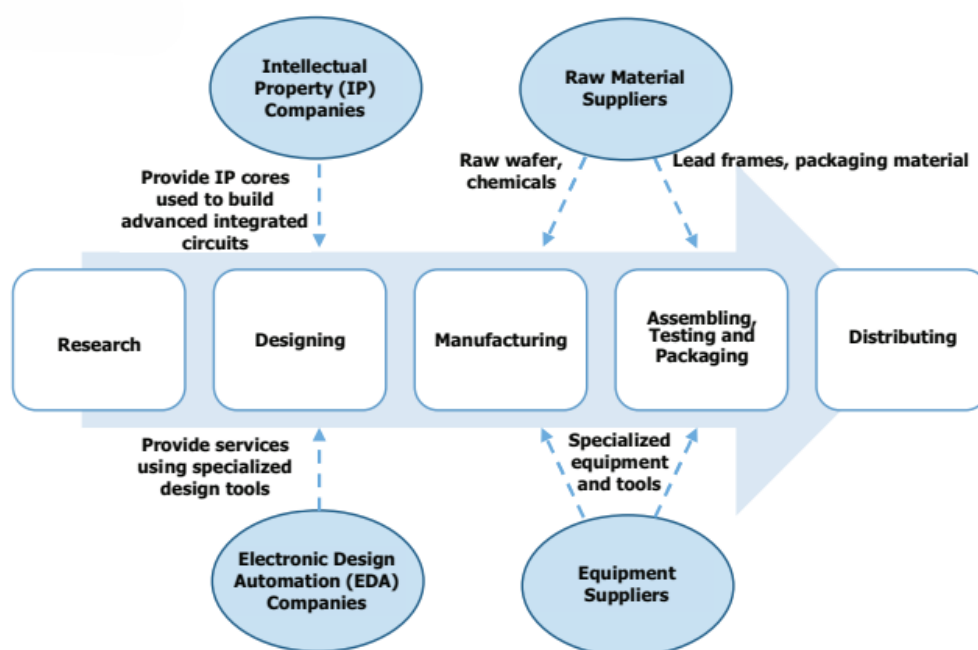 Intellectual
Property (IP)
Companies
Raw Material
Suppliers
Provide IP cores
used to build
advanced integrated
circuits
Raw wafer,
chemicals
Lead frames, packaging material
Research
Designing
Manufacturing
Assembling,
Testing and
Packaging
Distributing
Provide services
using specialized
design tools
Specialized
equipment
and tools
Electronic Design
Automation (EDA)
Companies
Equipment
Suppliers